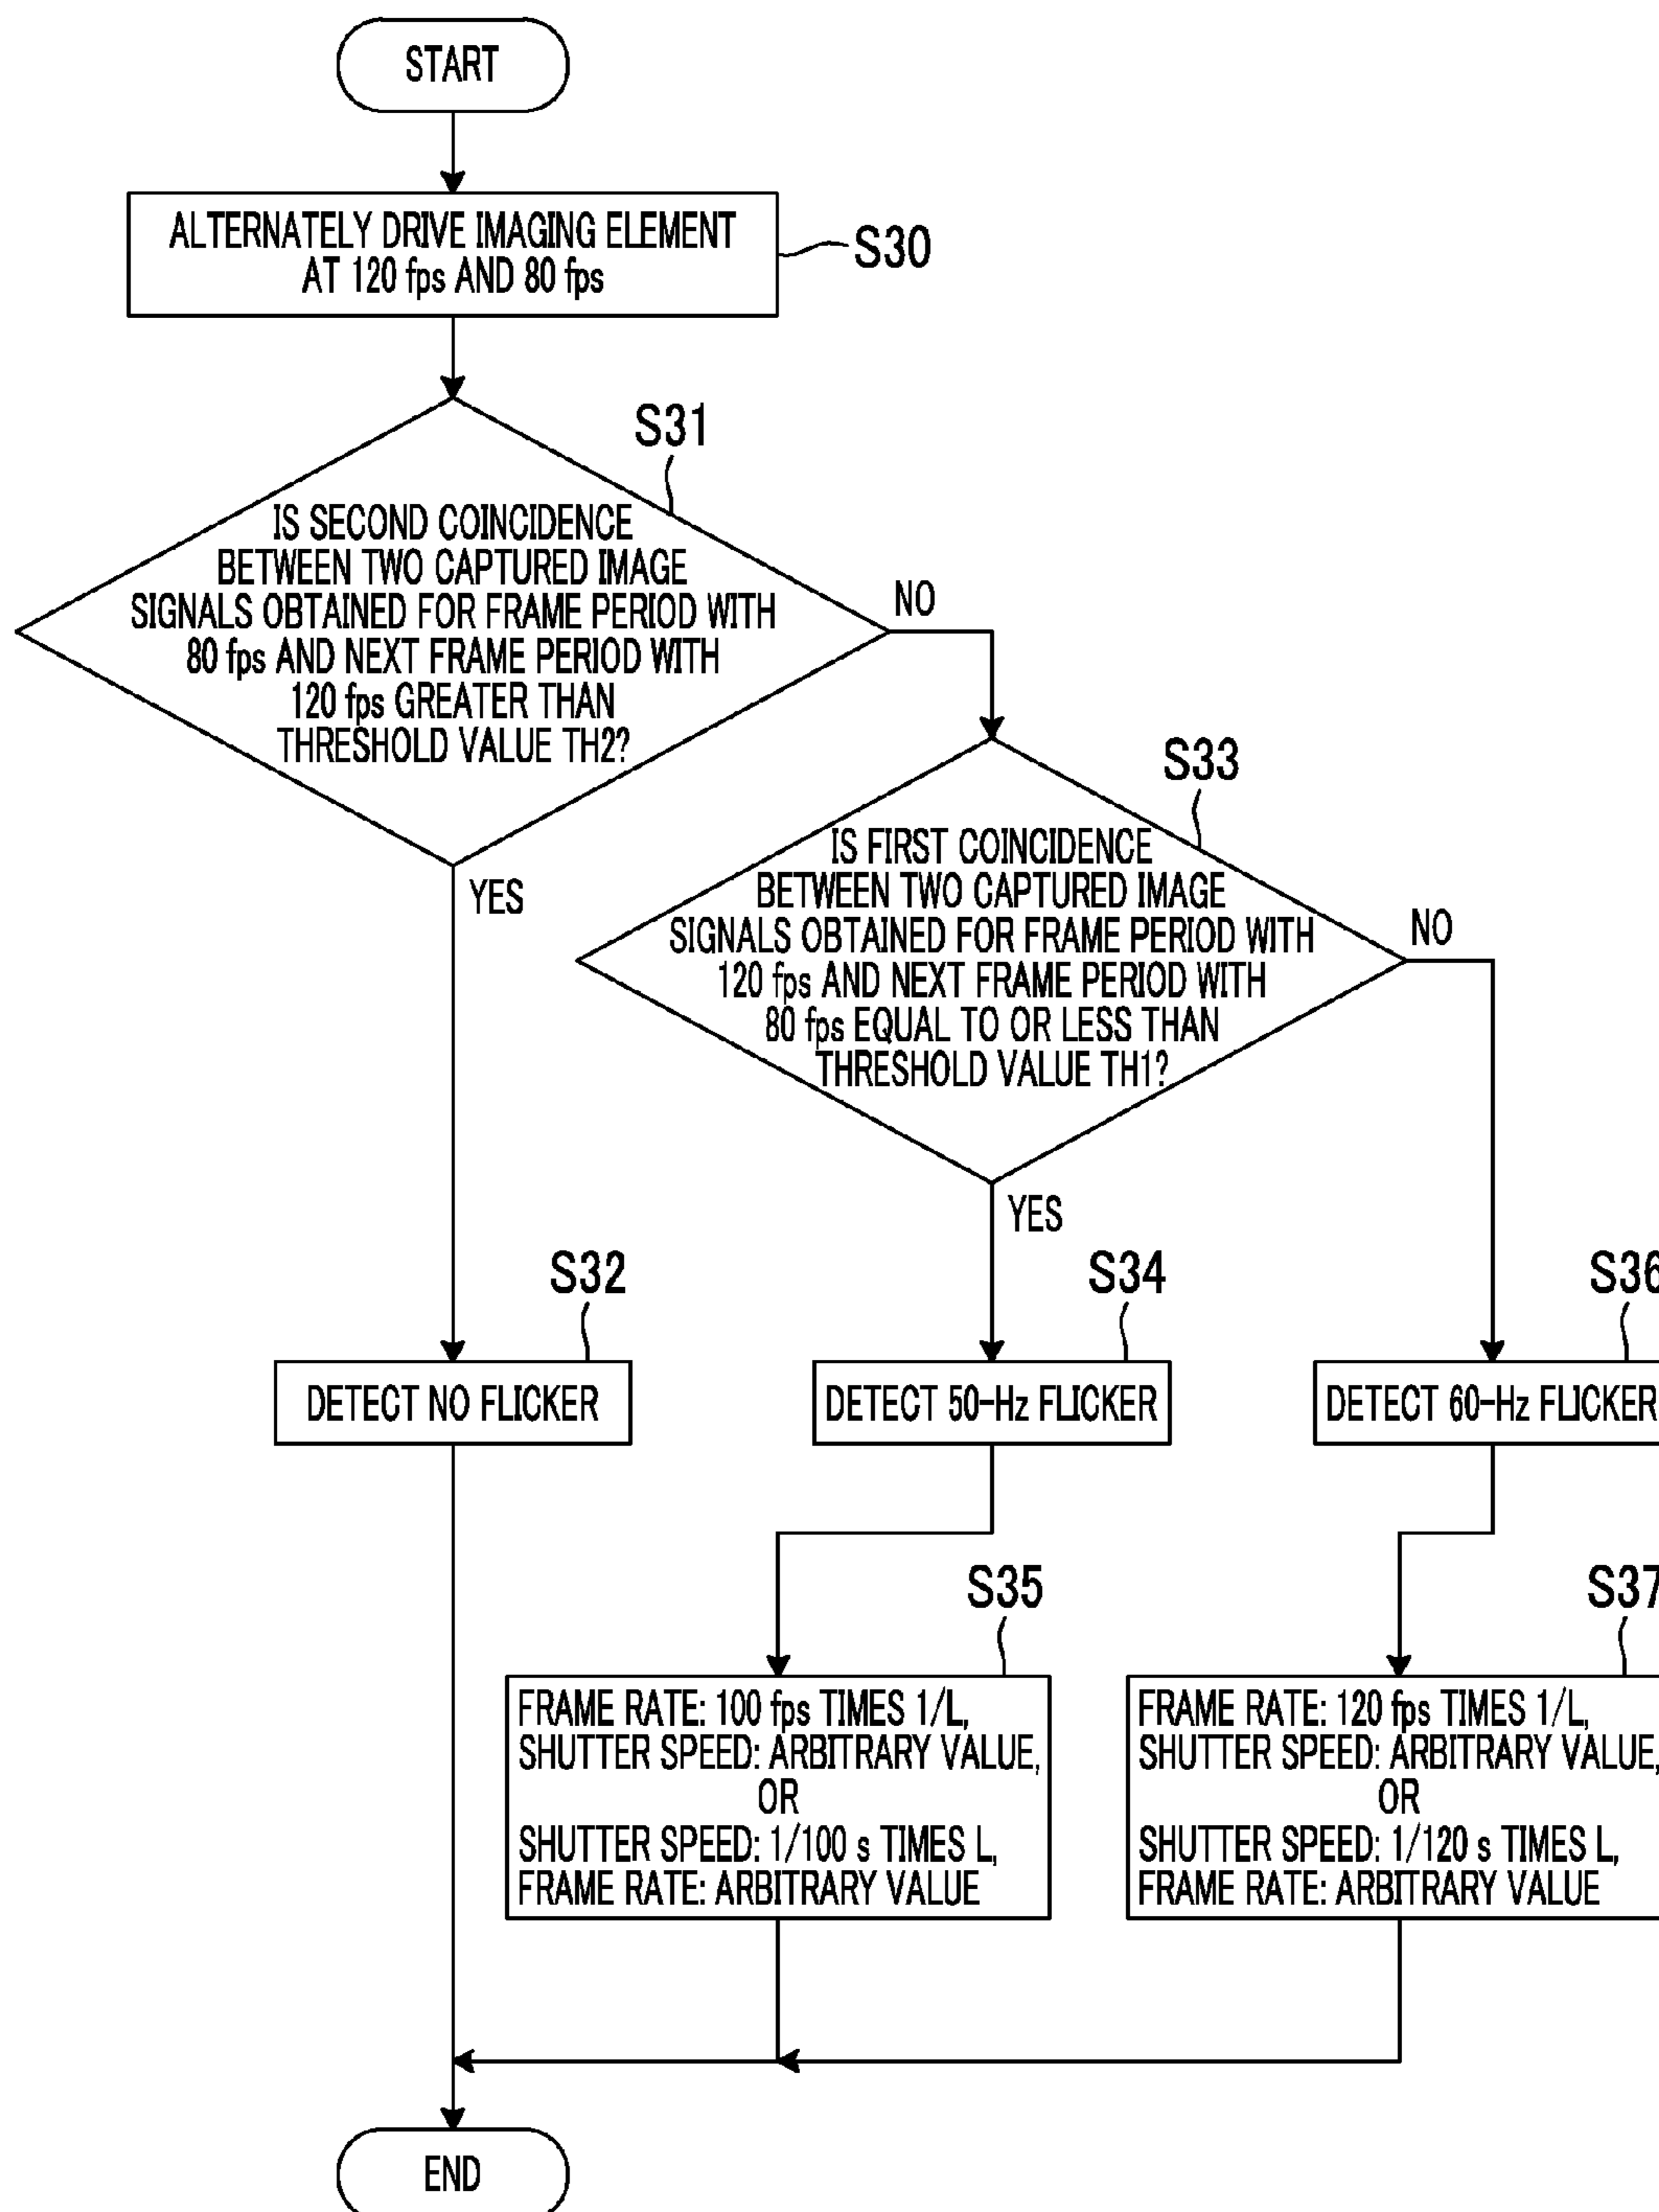 START
ALTERNATELY DRIVE IMAGING ELEMENT
AT 120 fps AND 80 fps
S30
S31
IS SECOND COINCIDENCE
BETWEEN TWO CAPTURED IMAGE
SIGNALS OBTAINED FOR FRAME PERIOD WITH
80 fps AND NEXT FRAME PERIOD WITH
120 fps GREATER THAN
THRESHOLD VALUE TH2?
NO
YES
S33
IS FIRST COINCIDENCE
BETWEEN TWO CAPTURED IMAGE
SIGNALS OBTAINED FOR FRAME PERIOD WITH
120 fps AND NEXT FRAME PERIOD WITH
80 fps EQUAL TO OR LESS THAN
THRESHOLD VALUE TH1?
NO
YES
S32
DETECT NO FLICKER
S34
DETECT 50-Hz FLICKER
S36
DETECT 60-Hz FLICKER
S35
FRAME RATE: 100 fps TIMES 1/L,
SHUTTER SPEED: ARBITRARY VALUE,
OR
SHUTTER SPEED: 1/100 s TIMES L,
FRAME RATE: ARBITRARY VALUE
S37
FRAME RATE: 120 fps TIMES 1/L,
SHUTTER SPEED: ARBITRARY VALUE,
OR
SHUTTER SPEED: 1/120 s TIMES L,
FRAME RATE: ARBITRARY VALUE
END